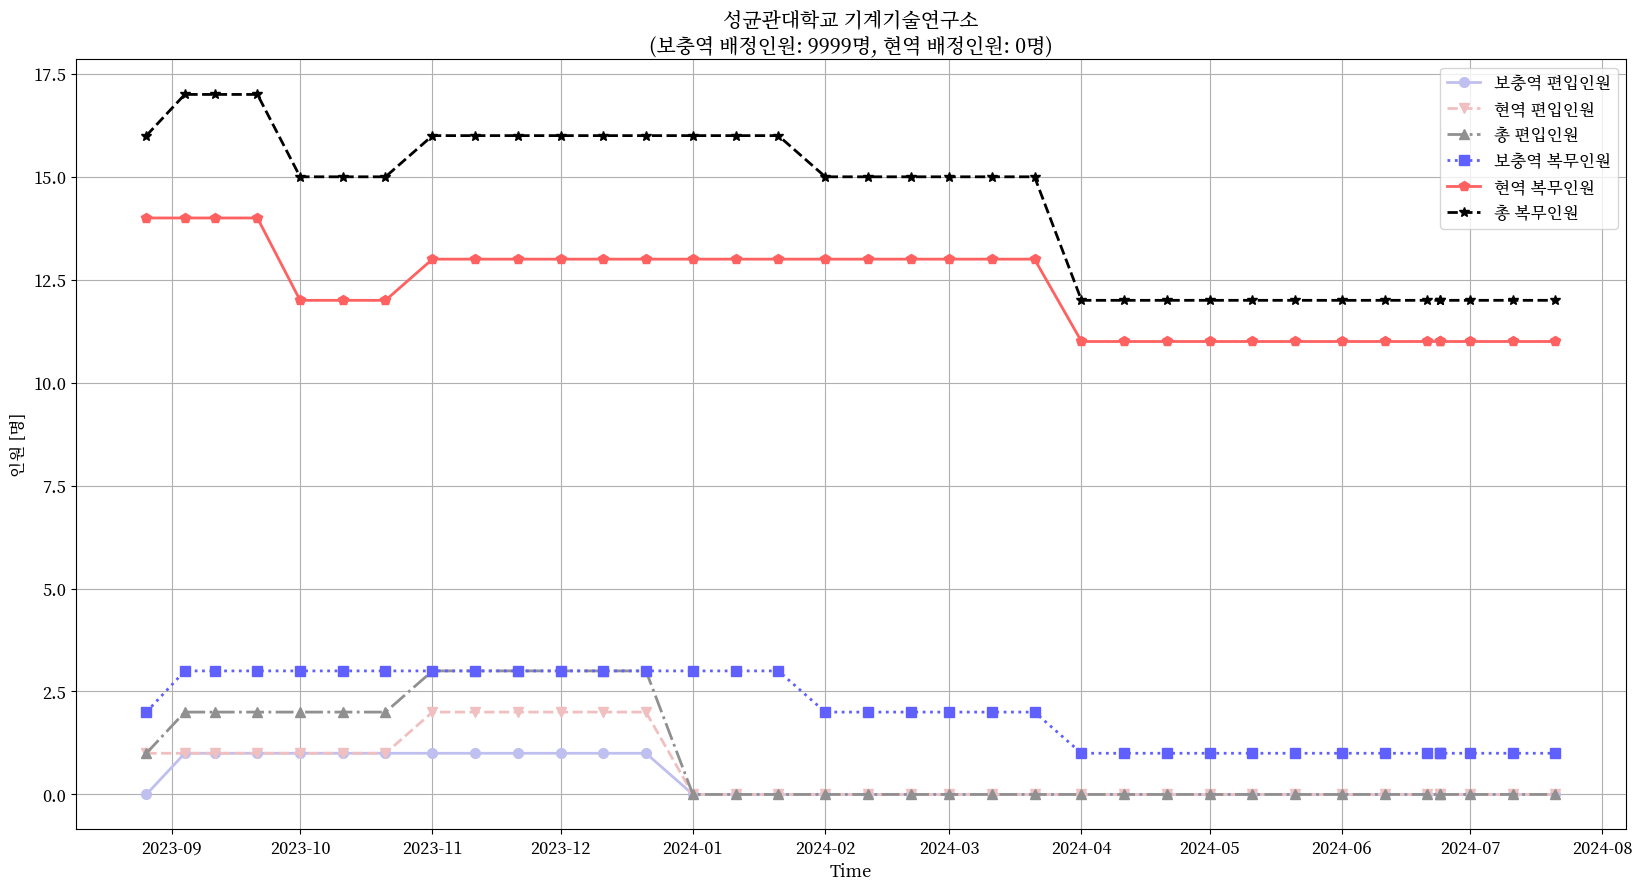 성균관대학교 기계기술연구소
(보충역 배정인원: 9999명, 현역 배정인원: 0명)
보충역 편입인원
현역 편입인원
총 편입인원
보충역 복무인원
현역 복무인원
총 복무인원
인원 [명]
17.5
15.0
12.5
10.0
7.5
5.0
2.5
0.0
2023-09 2023-10 2023-11 2023-12 2024-01 2024-02 2024-03 2024-04 2024-05 2024-06 2024-07 2024-08
Time